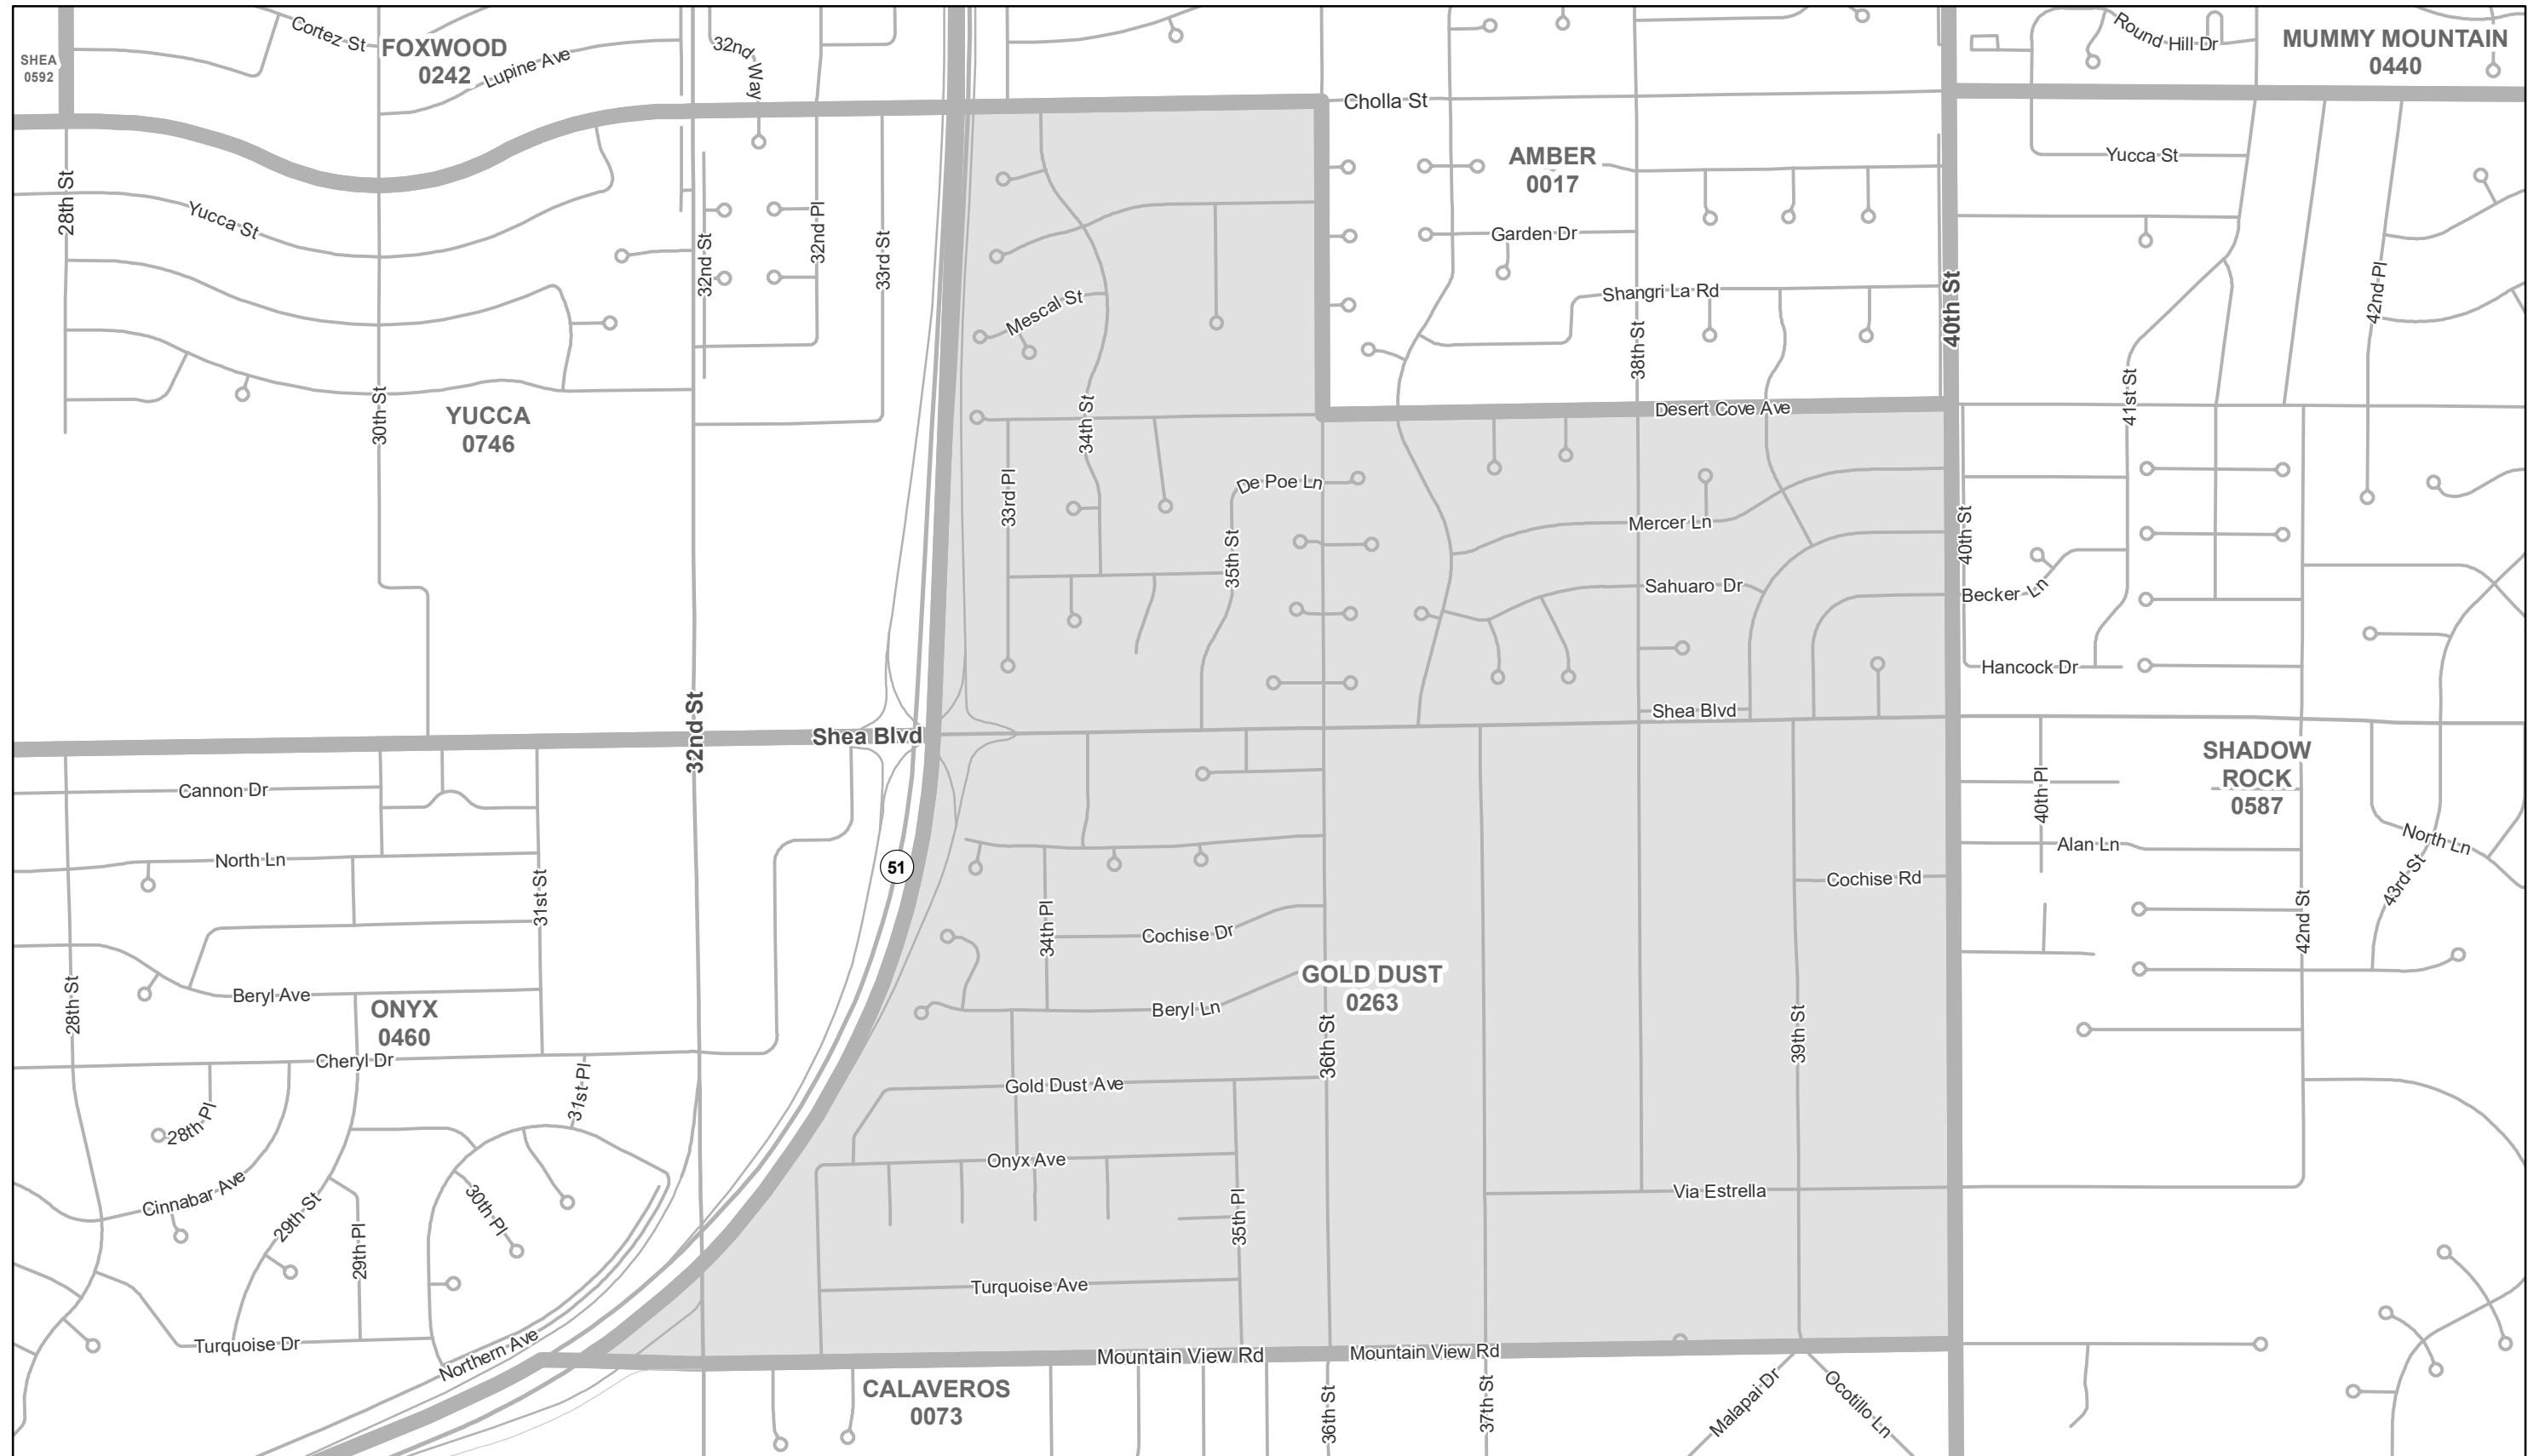 Cortez St
FOXWOOD
0242
Lupine Ave
32nd Way
Round Hill Dr
MUMMY MOUNTAIN
0440
SHEA
0592
Cholla St
AMBER
0017
Yucca St
28th St
Yucca St
32nd St
32nd Pl
33rd St
Garden Dr
Mescal St
Shangri La Rd
38th St
40th St
42nd Pl
41st St
30th St
YUCCA
0746
34th St
Desert Cove Ave
33rd Pl
De Poe Ln
35th St
Mercer Ln
40th St
Sahuaro Dr
Becker Ln
Hancock Dr
Shea Blvd
32nd St
Shea Blvd
SHADOW
ROCK
0587
Cannon Dr
40th Pl
North Ln
51
Alan Ln
North Ln
31st St
Cochise Rd
43rd St
34th Pl
Cochise Dr
42nd St
GOLD DUST
0263
28th St
Beryl Ave
ONYX
0460
Beryl Ln
36th St
39th St
Cheryl Dr
31st Pl
Gold Dust Ave
28th Pl
Onyx Ave
Cinnabar Ave
29th St
29th Pl
30th Pl
35th Pl
Via Estrella
Turquoise Ave
Turquoise Dr
Northern Ave
Mountain View Rd
Mountain View Rd
CALAVEROS
0073
36th St
37th St
Malapai Dr
Ocotillo Ln